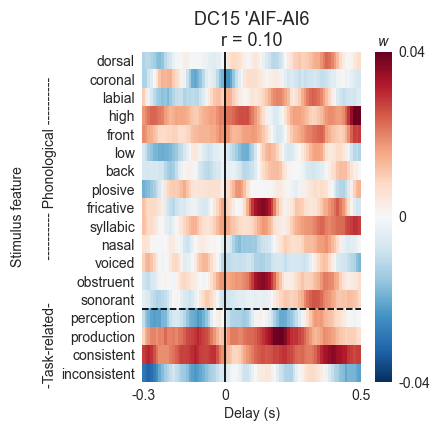 DC15 'AIF-AI6
r = 0.10
w
Stimulus feature
---------- Phonological ----------
-Task-related-
dorsal
coronal
labial
high
front
low
back
plosive
fricative
syllabic
nasal
voiced
obstruent
sonorant
perception
production
consistent
inconsistent
0.04
0
-0.04
-0.3
0
0.5
Delay (s)